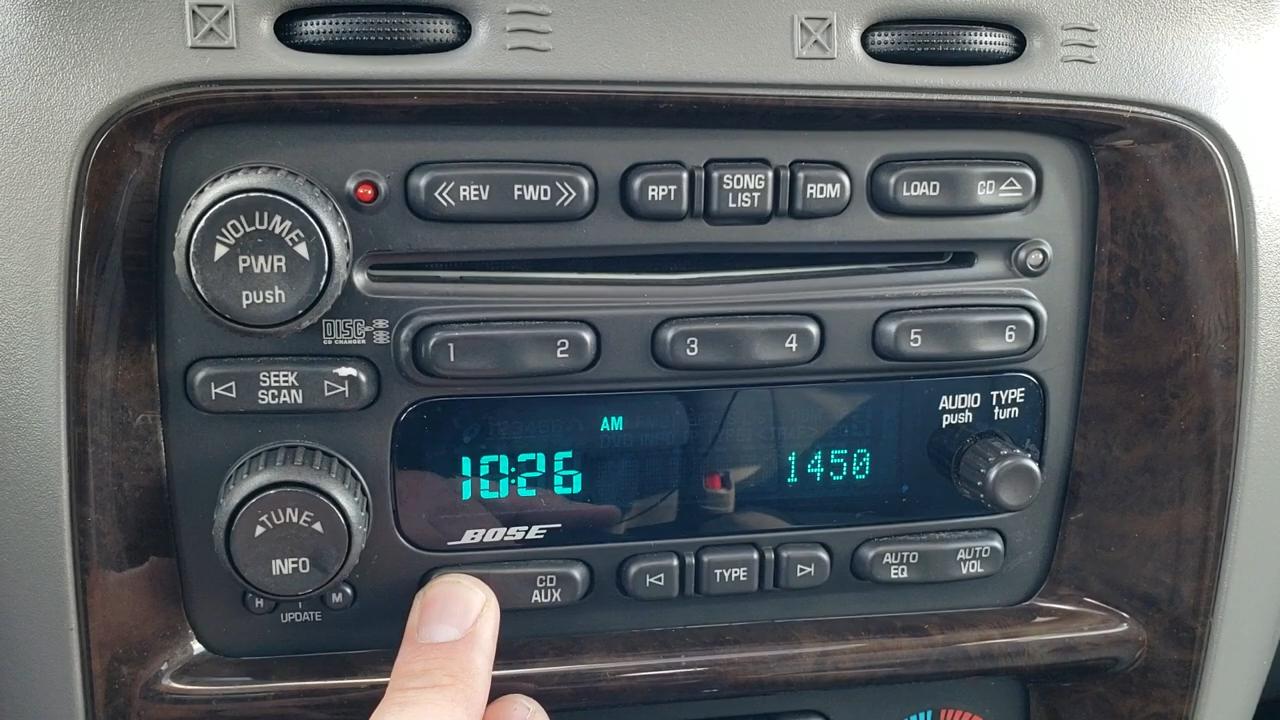 REV FWD
RPT
SONG
LIST
RDM
LOAD CD
VOLUME
PWR
push
DISC
CD CHANGER
1 2
3 4
5 6
SEEK
SCAN
AUDIO TYPE
push turn
AM
10:26
1450
BOSE
TUNE
INFO
H M
UPDATE
CD
AUX
TYPE
AUTO
EQ
AUTO
VOL